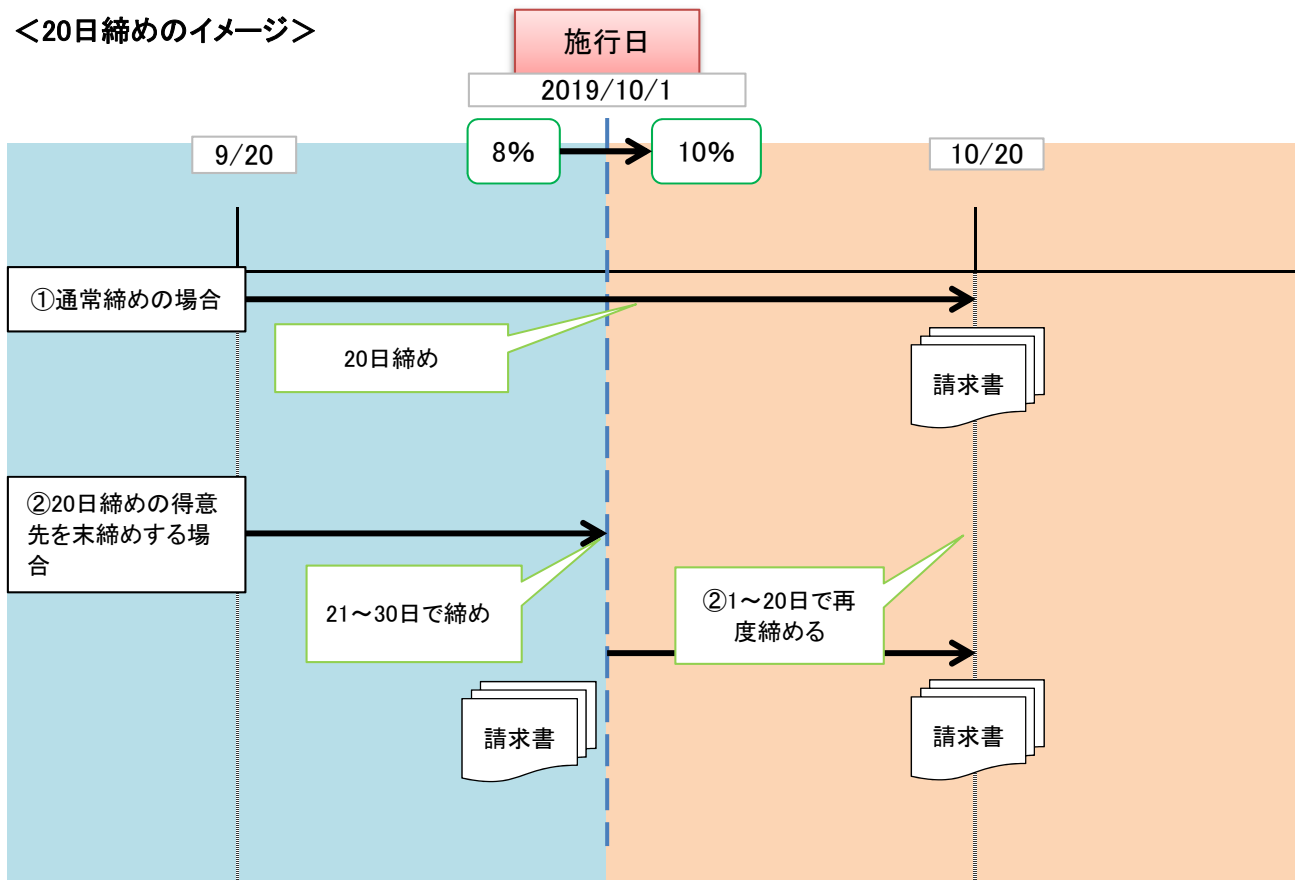 ＜20日締めのイメージ＞
施行日
2019/10/1
9/20
8%
10%
10/20
①通常締めの場合
20日締め
請求書
②20日締めの得意
先を末締めする場
合
21～30日で締め
②1～20日で再
度締める
請求書
請求書